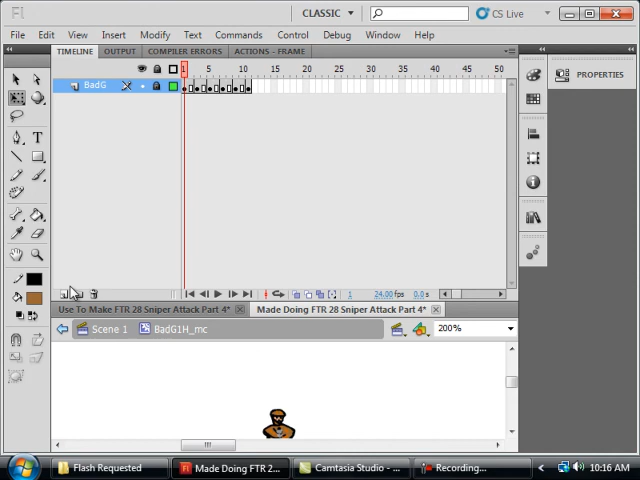 Fl CLASSIC CS Live
File Edit View Insert Modify Text Commands Control Debug Window Help
TIMELINE OUTPUT COMPILER ERRORS ACTIONS - FRAME
PROPERTIES
1 5 10 15 20 25 30 35 40 45 50
BadG
1 24.00fps 0.0s
Use To Make FTR 28 Sniper Attack Part 4* Made Doing FTR 28 Sniper Attack Part 4*
Scene 1 BadG1H_mc 200%
Flash Requested Made Doing FTR 2... Camtasia Studio - ... Recording... 10:16 AM